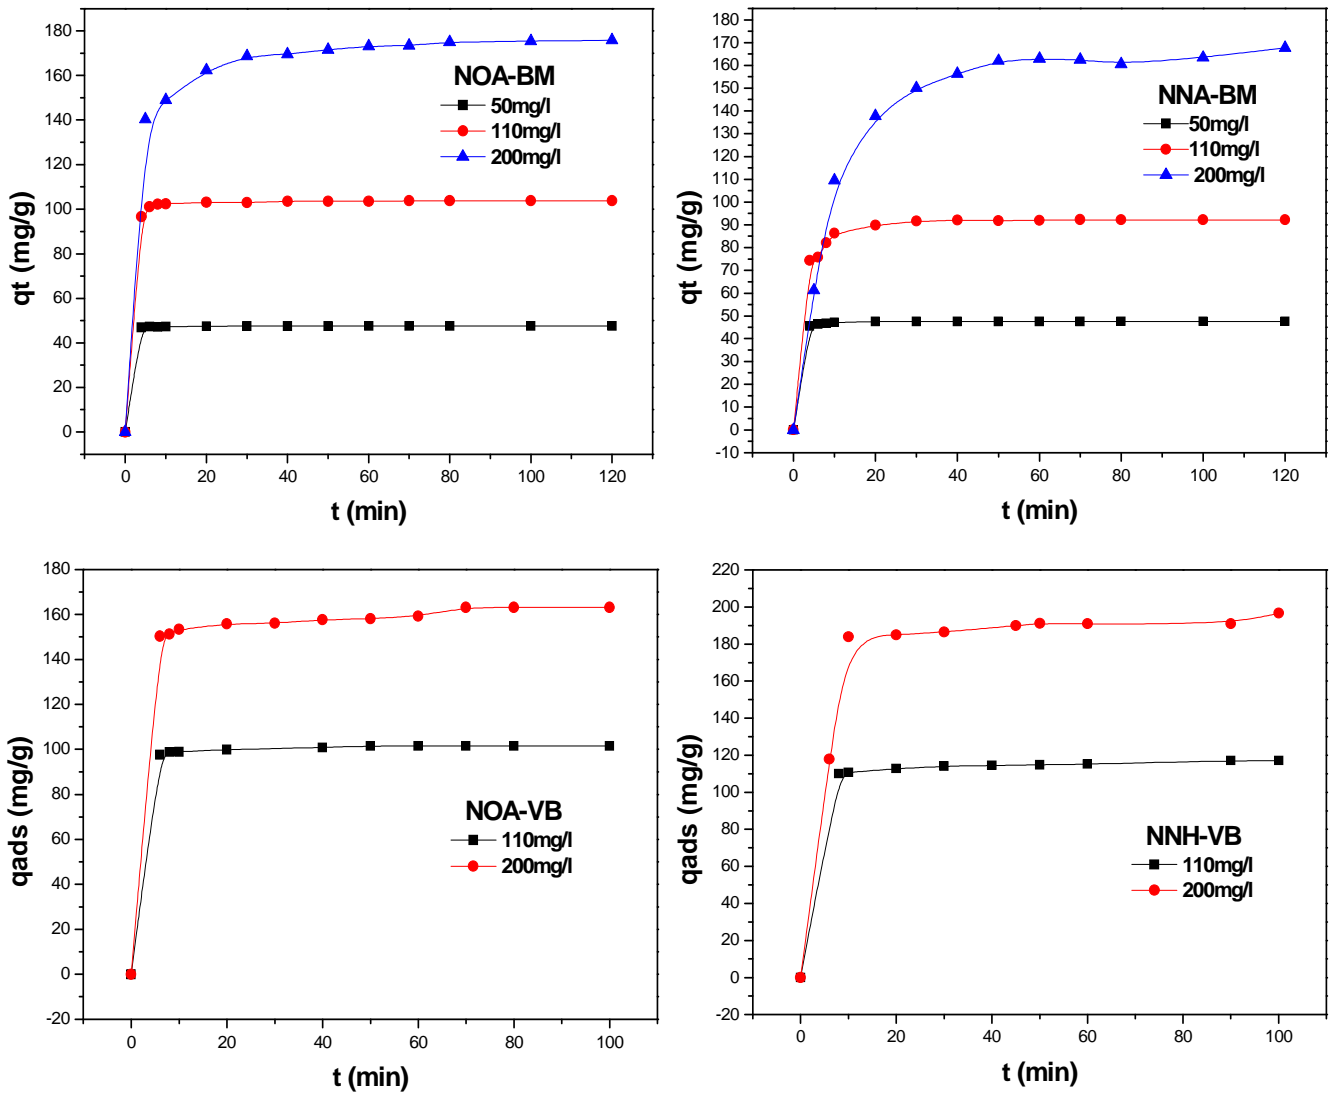 180
160
140
120
100
80
60
40
20
0
qt (mg/g)
NOA-BM
50mg/l
110mg/l
200mg/l
0 20 40 60 80 100 120
t (min)
180
170
160
150
140
130
120
110
100
90
80
70
60
50
40
30
20
10
0
-10
qt (mg/g)
NNA-BM
50mg/l
110mg/l
200mg/l
0 20 40 60 80 100 120
t (min)
180
160
140
120
100
80
60
40
20
0
-20
qads (mg/g)
NOA-VB
110mg/l
200mg/l
0 20 40 60 80 100
t (min)
220
200
180
160
140
120
100
80
60
40
20
0
-20
qads (mg/g)
NNH-VB
110mg/l
200mg/l
0 20 40 60 80 100
t (min)